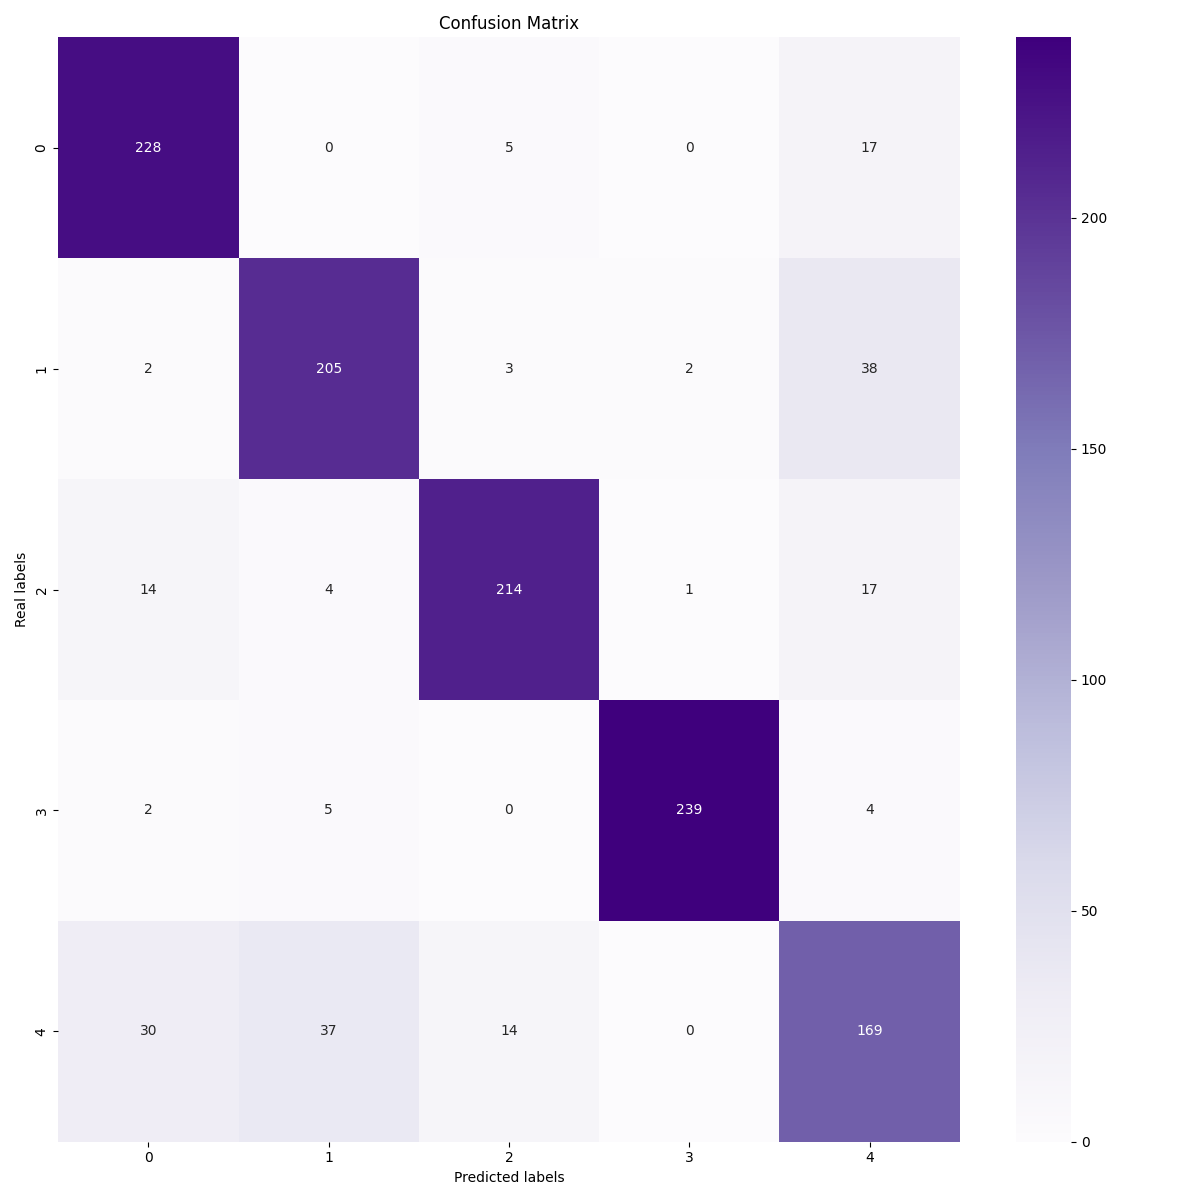 Confusion Matrix
0 228 0 5 0 17
1 2 205 3 2 38
2 14 4 214 1 17
3 2 5 0 239 4
4 30 37 14 0 169
0 1 2 3 4
Predicted labels
Real labels
200
150
100
50
0